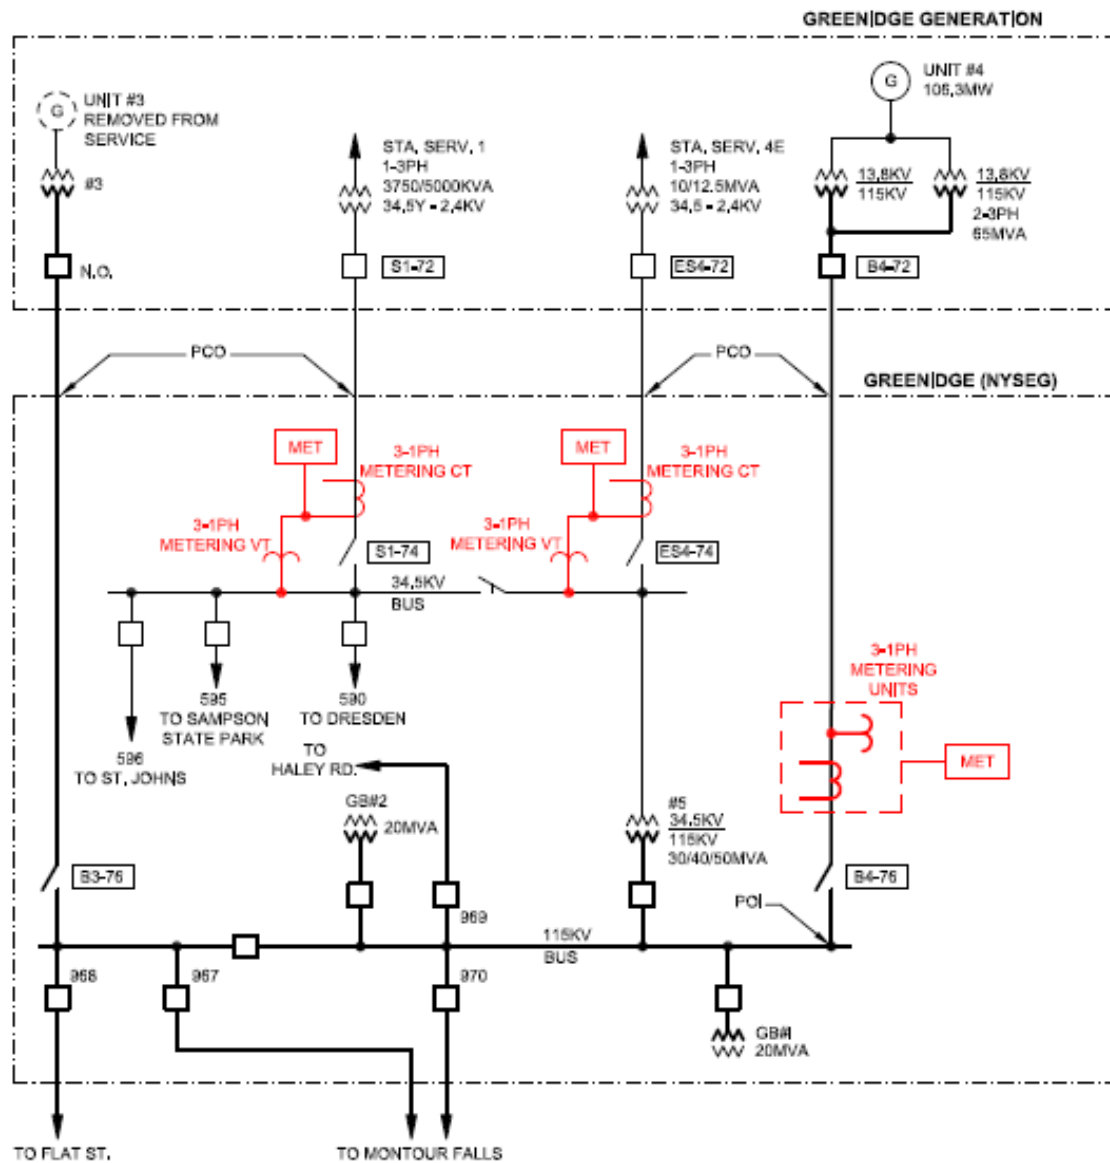 GREENIDGE GENERATION
G
UNIT #3
REMOVED FROM
SERVICE
#3
N.O.
STA. SERV. 1
1-3PH
3750/5000KVA
34.5Y - 2.4KV
S1-72
STA. SERV. 4E
1-3PH
10/12.5MVA
34.5 - 2.4KV
ES4-72
G
UNIT #4
105.3MW
13.8KV
115KV
13.8KV
115KV
2-3PH
65MVA
B4-72
PCO
PCO
GREENIDGE (NYSEG)
MET
3-1PH
METERING CT
3-1PH
METERING VT
S1-74
MET
3-1PH
METERING CT
3-1PH
METERING VT
ES4-74
34.5KV
BUS
595
TO SAMPSON
STATE PARK
590
TO DRESDEN
596
TO ST. JOHNS
TO
HALEY RD.
3-1PH
METERING
UNITS
MET
GB#2
20MVA
#5
34.5KV
115KV
30/40/50MVA
B3-76
B4-76
969
POI
115KV
BUS
968
967
970
GB#1
20MVA
TO FLAT ST.
TO MONTOUR FALLS